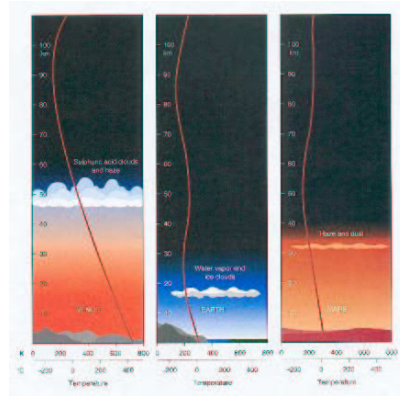 100
km
90
80
70
60
Sulphuric acid clouds
and haze
50
40
30
20
10
VENUS
K 0 200 400 600 800
°C -200 0 200 400
Temperature
100
km
90
80
70
60
50
40
30
Water vapor and
ice clouds
20
10
EARTH
0 200 400 600 800
-200 0 200 400
Temperature
100
km
90
80
70
60
50
40
Haze and dust
30
20
10
MARS
0 200 400 600 800
-200 0 200 400
Temperature